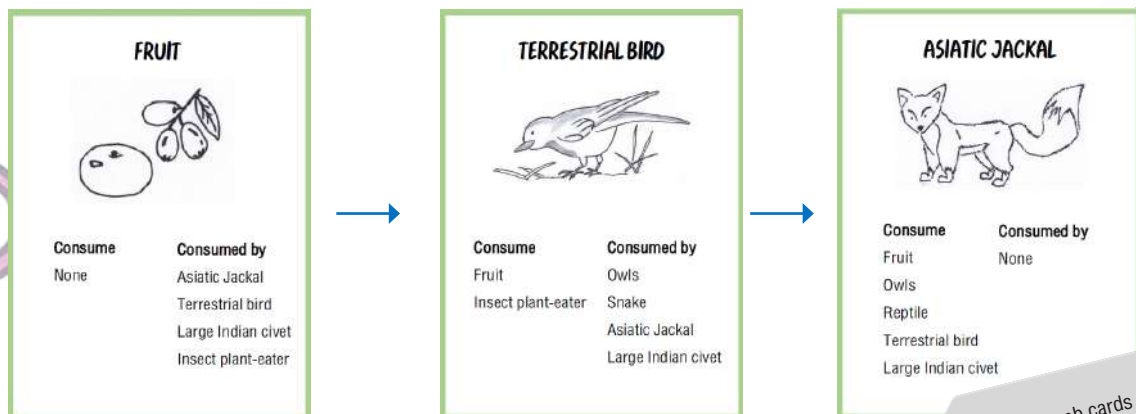 FRUIT
Consume
None
Consumed by
Asiatic Jackal
Terrestrial bird
Large Indian civet
Insect plant-eater
TERRESTRIAL BIRD
Consume
Fruit
Insect plant-eater
Consumed by
Owls
Snake
Asiatic Jackal
Large Indian civet
ASIATIC JACKAL
Consume
Fruit
Owls
Reptile
Terrestrial bird
Large Indian civet
Consumed by
None
cards